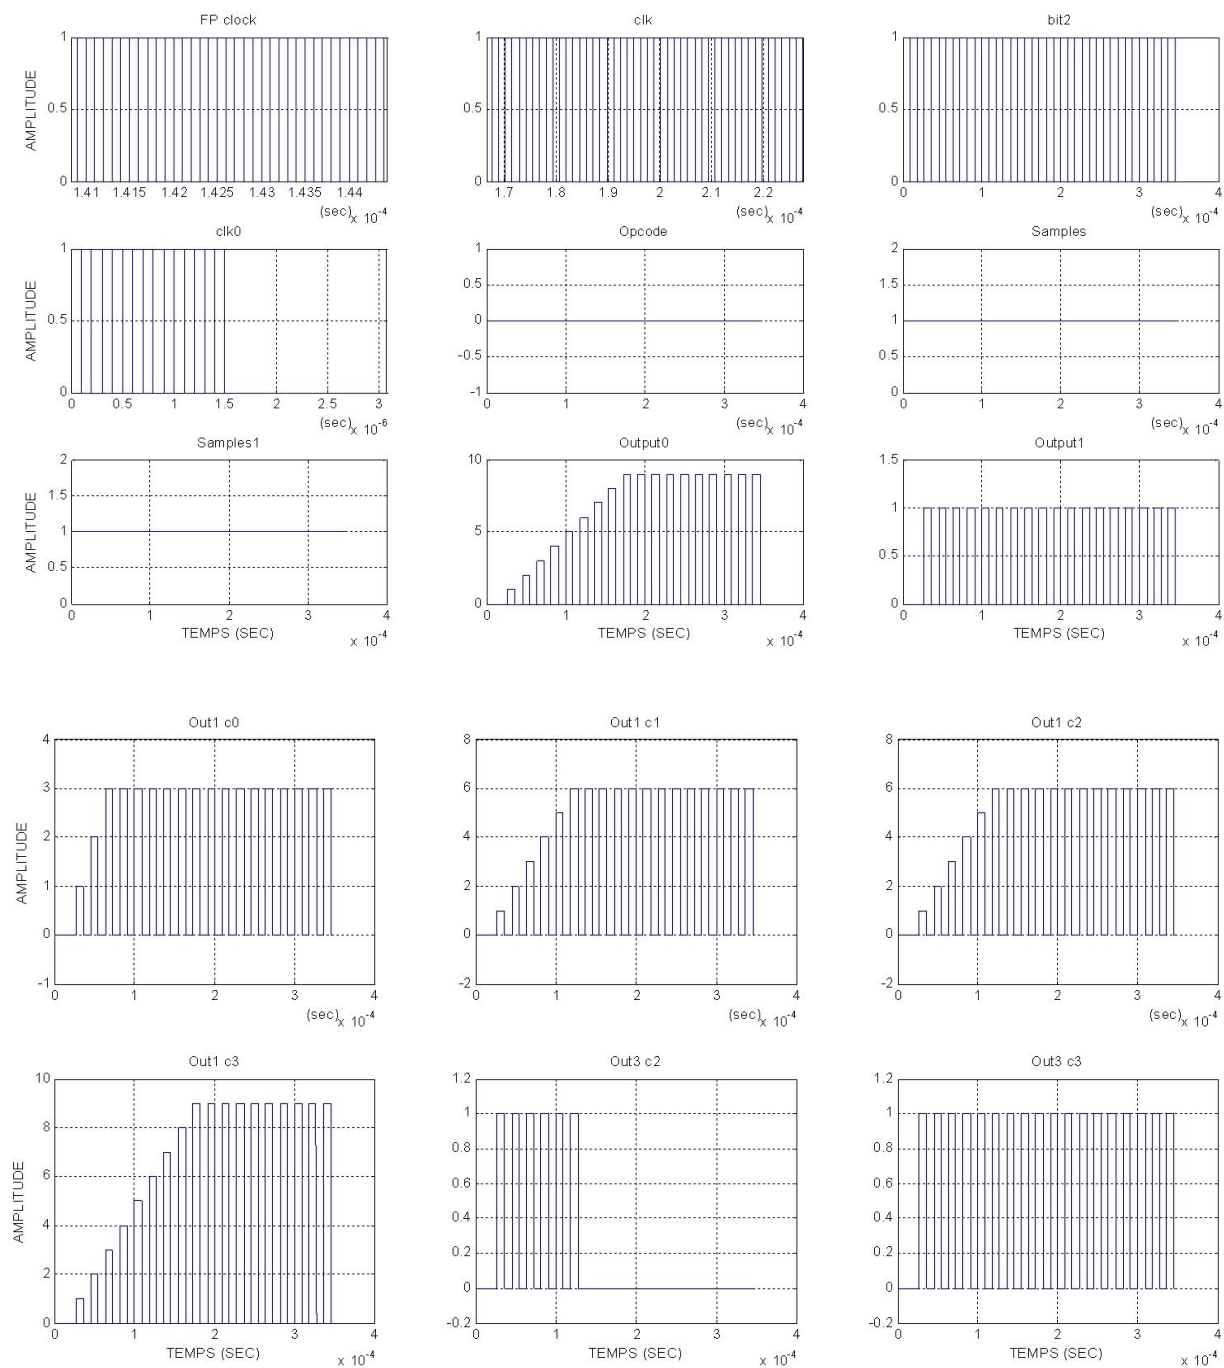 FP clock
clk
bit2
AMPLITUDE
1
0.5
0
1.41 1.415 1.42 1.425 1.43 1.435 1.44
(sec) x 10-4
1
0.5
0
1.7 1.8 1.9 2 2.1 2.2
(sec) x 10-4
1
0.5
0
0 1 2 3 4
(sec) x 10-4
clk0
Opcode
Samples
AMPLITUDE
1
0.5
0
0 0.5 1 1.5 2 2.5 3
(sec) x 10-6
1
0.5
0
-0.5
-1
0 1 2 3 4
(sec) x 10-4
2
1.5
1
0.5
0
0 1 2 3 4
(sec) x 10-4
Samples1
Output0
Output1
AMPLITUDE
2
1.5
1
0.5
0
0 1 2 3 4
TEMPS (SEC)
x 10-4
10
5
0
0 1 2 3 4
TEMPS (SEC)
x 10-4
1.5
1
0.5
0
0 1 2 3 4
TEMPS (SEC)
x 10-4
Out1 c0
Out1 c1
Out1 c2
AMPLITUDE
4
3
2
1
0
-1
0 1 2 3 4
(sec) x 10-4
8
6
4
2
0
-2
0 1 2 3 4
(sec) x 10-4
8
6
4
2
0
-2
0 1 2 3 4
(sec) x 10-4
Out1 c3
Out3 c2
Out3 c3
AMPLITUDE
10
8
6
4
2
0
0 1 2 3 4
TEMPS (SEC)
x 10-4
1.2
1
0.8
0.6
0.4
0.2
0
-0.2
0 1 2 3 4
TEMPS (SEC)
x 10-4
1.2
1
0.8
0.6
0.4
0.2
0
-0.2
0 1 2 3 4
TEMPS (SEC)
x 10-4